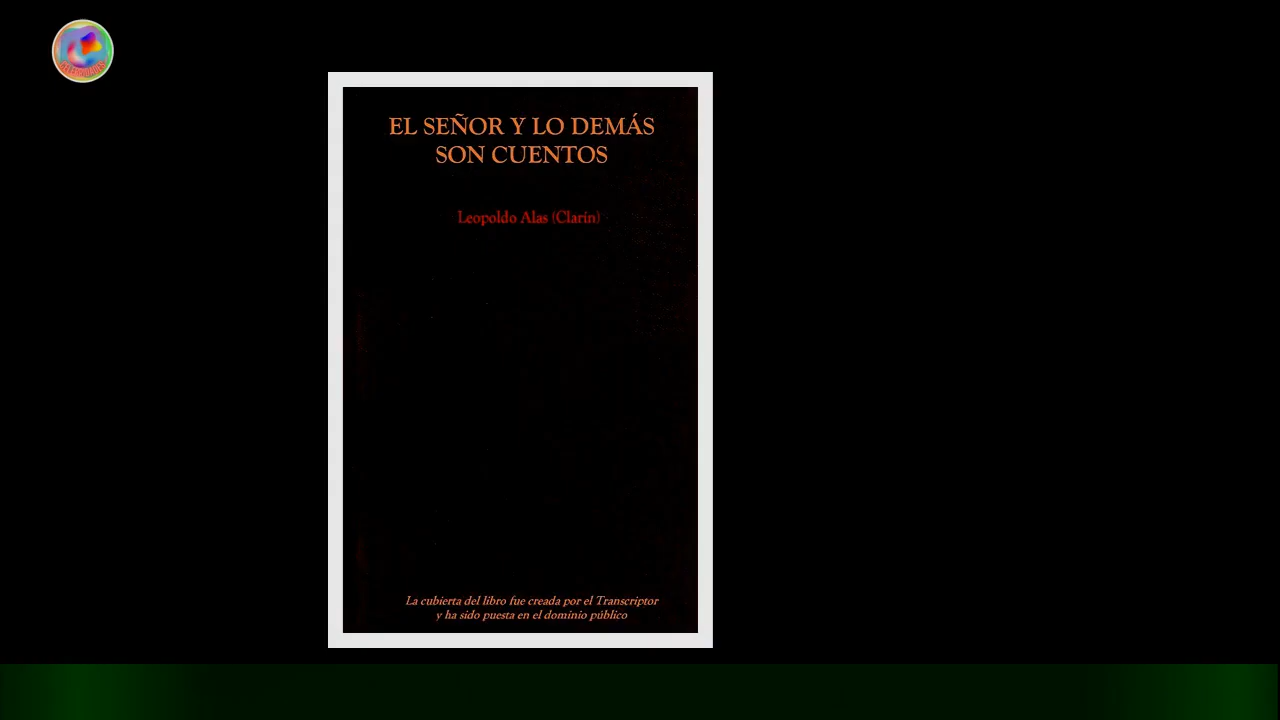 CELEBRIDADES
EL SEÑOR Y LO DEMÁS
SON CUENTOS
Leopoldo Alas (Clarín)
La cubierta del libro fue creada por el Transcriptor
y ha sido puesta en el dominio público